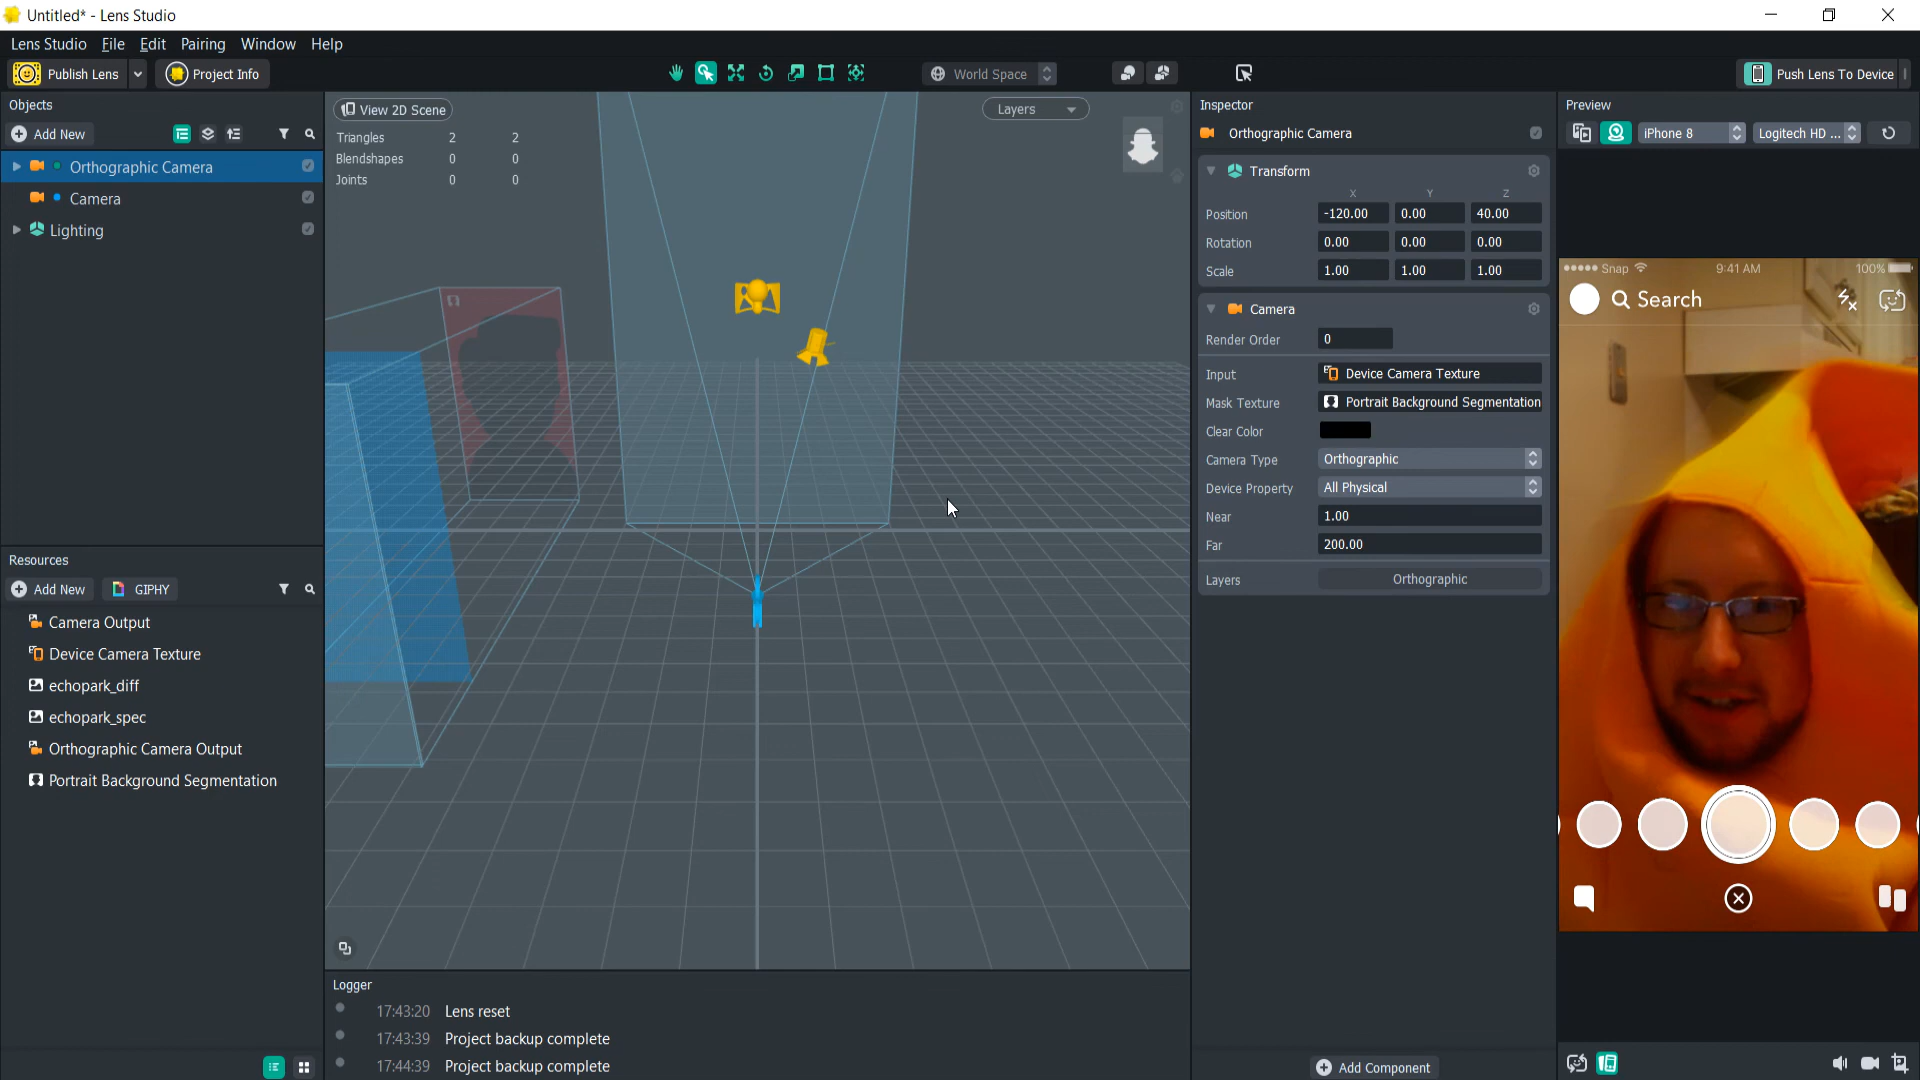 Untitled* - Lens Studio
Lens Studio File Edit Pairing Window Help
Publish Lens Project Info World Space Push Lens To Device
Objects
Add New
Orthographic Camera
Camera
Lighting
Resources
Add New GIPHY
Camera Output
Device Camera Texture
echopark_diff
echopark_spec
Orthographic Camera Output
Portrait Background Segmentation
View 2D Scene Layers
Triangles 2 2
Blendshapes 0 0
Joints 0 0
Logger
17:43:20 Lens reset
17:43:39 Project backup complete
17:44:39 Project backup complete
Inspector
Orthographic Camera
Transform
X Y Z
Position -120.00 0.00 40.00
Rotation 0.00 0.00 0.00
Scale 1.00 1.00 1.00
Camera
Render Order 0
Input Device Camera Texture
Mask Texture Portrait Background Segmentation
Clear Color
Camera Type Orthographic
Device Property All Physical
Near 1.00
Far 200.00
Layers Orthographic
Add Component
Preview
iPhone 8 Logitech HD ...
Snap 9:41 AM 100%
Search